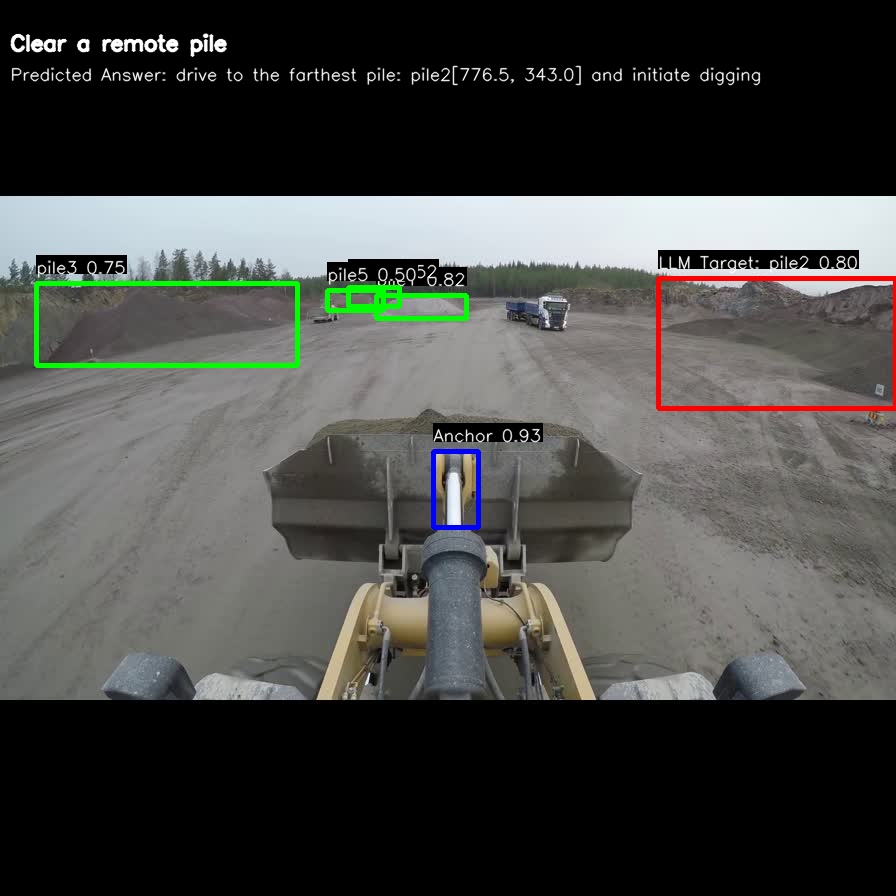 Clear a remote pile
Predicted Answer: drive to the farthest pile: pile2[776.5, 343.0] and initiate digging
LLM Target: pile2 0.80
pile3 0.75
pile5 0.50
52
0.82
Anchor 0.93